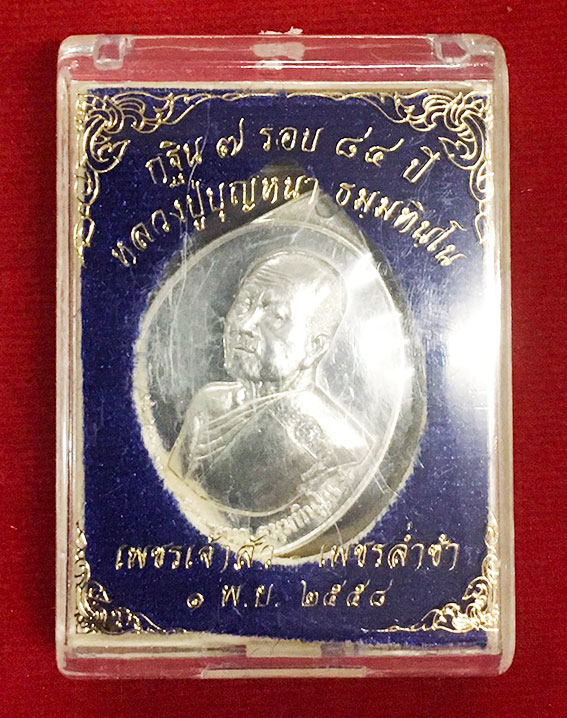 กฐิน ๗ รอบ ๘๔ ปี
หลวงปู่บุญหนา ธมฺมทินฺโน
เพชรเจ้าสัว เพชรล่ำซำ
๑ พ.ย. ๒๕๕๘